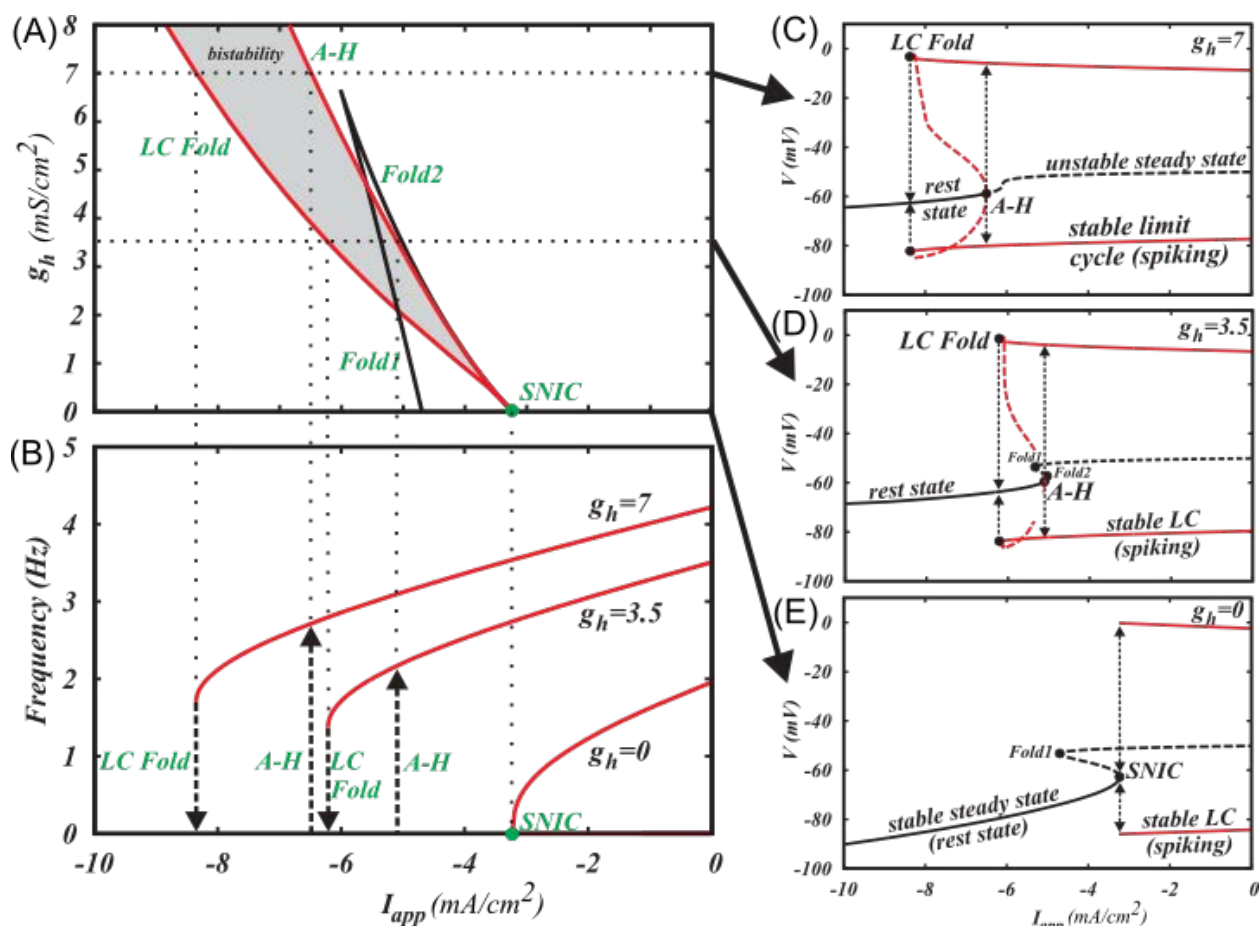 (A)
8
7
6
5
4
3
2
1
0
g_h (mS/cm²)
bistability
A-H
LC Fold
Fold2
Fold1
SNIC
(B)
5
4
3
2
1
0
Frequency (Hz)
g_h=7
g_h=3.5
g_h=0
LC Fold
A-H
LC
Fold
A-H
SNIC
-10
-8
-6
-4
-2
0
I_app (mA/cm²)
(C)
0
-20
-40
-60
-80
-100
V (mV)
LC Fold
g_h=7
unstable steady state
rest
state
A-H
stable limit
cycle (spiking)
(D)
0
-20
-40
-60
-80
-100
V (mV)
LC Fold
g_h=3.5
Fold1
Fold2
rest state
A-H
stable LC
(spiking)
(E)
0
-20
-40
-60
-80
-100
V (mV)
g_h=0
Fold1
SNIC
stable steady state
(rest state)
stable LC
(spiking)
-10
-8
-6
-4
-2
0
I_app (mA/cm²)